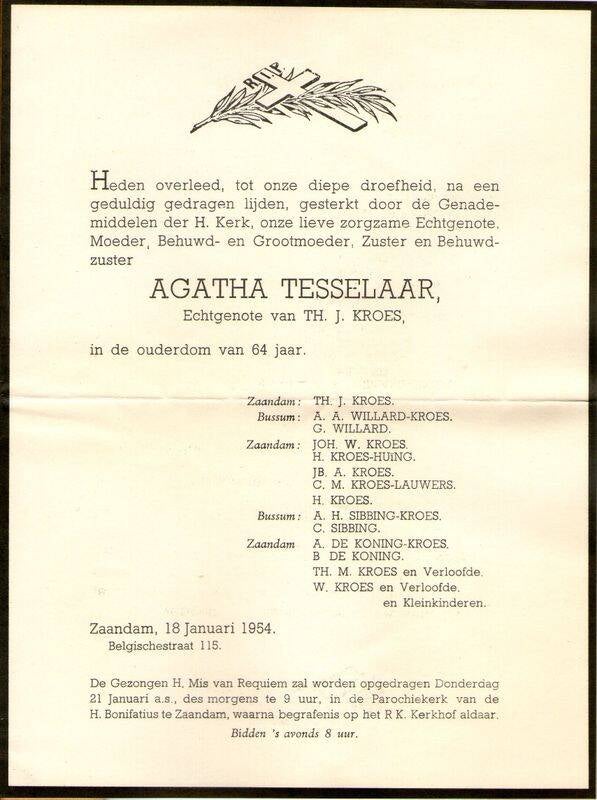 R.I.P.
Heden overleed, tot onze diepe droefheid, na een
geduldig gedragen lijden, gesterkt door de Genade-
middelen der H. Kerk, onze lieve zorgzame Echtgenote.
Moeder, Behuwd- en Grootmoeder, Zuster en Behuwd-
zuster
AGATHA TESSELAAR,
Echtgenote van TH. J. KROES,
in de ouderdom van 64 jaar.
Zaandam: TH. J. KROES.
Bussum: A. A. WILLARD-KROES.
G. WILLARD.
Zaandam: JOH. W. KROES.
H. KROES-HUING.
JB. A. KROES.
C. M. KROES-LAUWERS.
H. KROES.
Bussum: A. H. SIBBING-KROES.
C. SIBBING.
Zaandam A. DE KONING-KROES.
B DE KONING.
TH. M. KROES en Verloofde.
W. KROES en Verloofde.
en Kleinkinderen.
Zaandam, 18 Januari 1954.
Belgischestraat 115.
De Gezongen H. Mis van Requiem zal worden opgedragen Donderdag
21 Januari a.s., des morgens te 9 uur, in de Parochiekerk van de
H. Bonifatius te Zaandam, waarna begrafenis op het R K. Kerkhof aldaar.
Bidden 's avonds 8 uur.